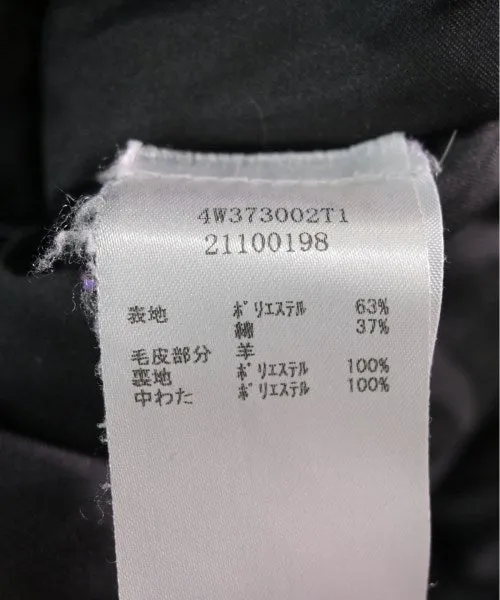 4W373002T1
21100198
表地 ポリエステル 63%
綿 37%
毛皮部分 羊
裏地 ポリエステル 100%
中わた ポリエステル 100%